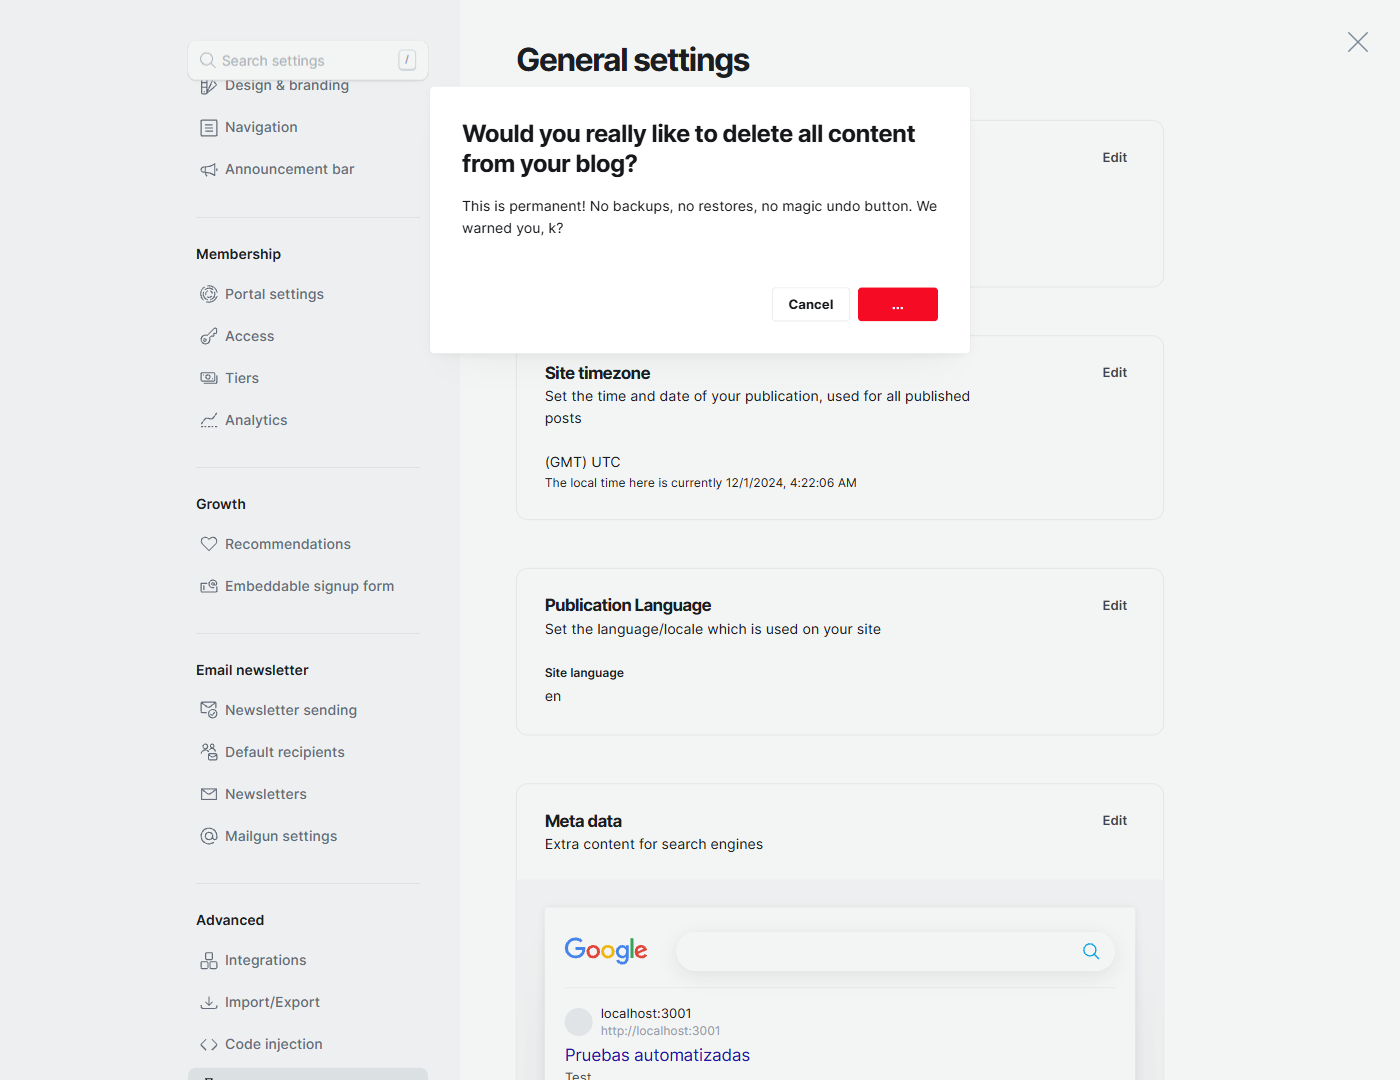 Search settings
/
Design & branding
Navigation
Announcement bar
Membership
Portal settings
Access
Tiers
Analytics
Growth
Recommendations
Embeddable signup form
Email newsletter
Newsletter sending
Default recipients
Newsletters
Mailgun settings
Advanced
Integrations
Import/Export
Code injection
General settings
Edit
Would you really like to delete all content
from your blog?
This is permanent! No backups, no restores, no magic undo button. We
warned you, k?
Cancel
...
Site timezone
Edit
Set the time and date of your publication, used for all published
posts
(GMT) UTC
The local time here is currently 12/1/2024, 4:22:06 AM
Publication Language
Edit
Set the language/locale which is used on your site
Site language
en
Meta data
Edit
Extra content for search engines
Google
localhost:3001
http://localhost:3001
Pruebas automatizadas
Test